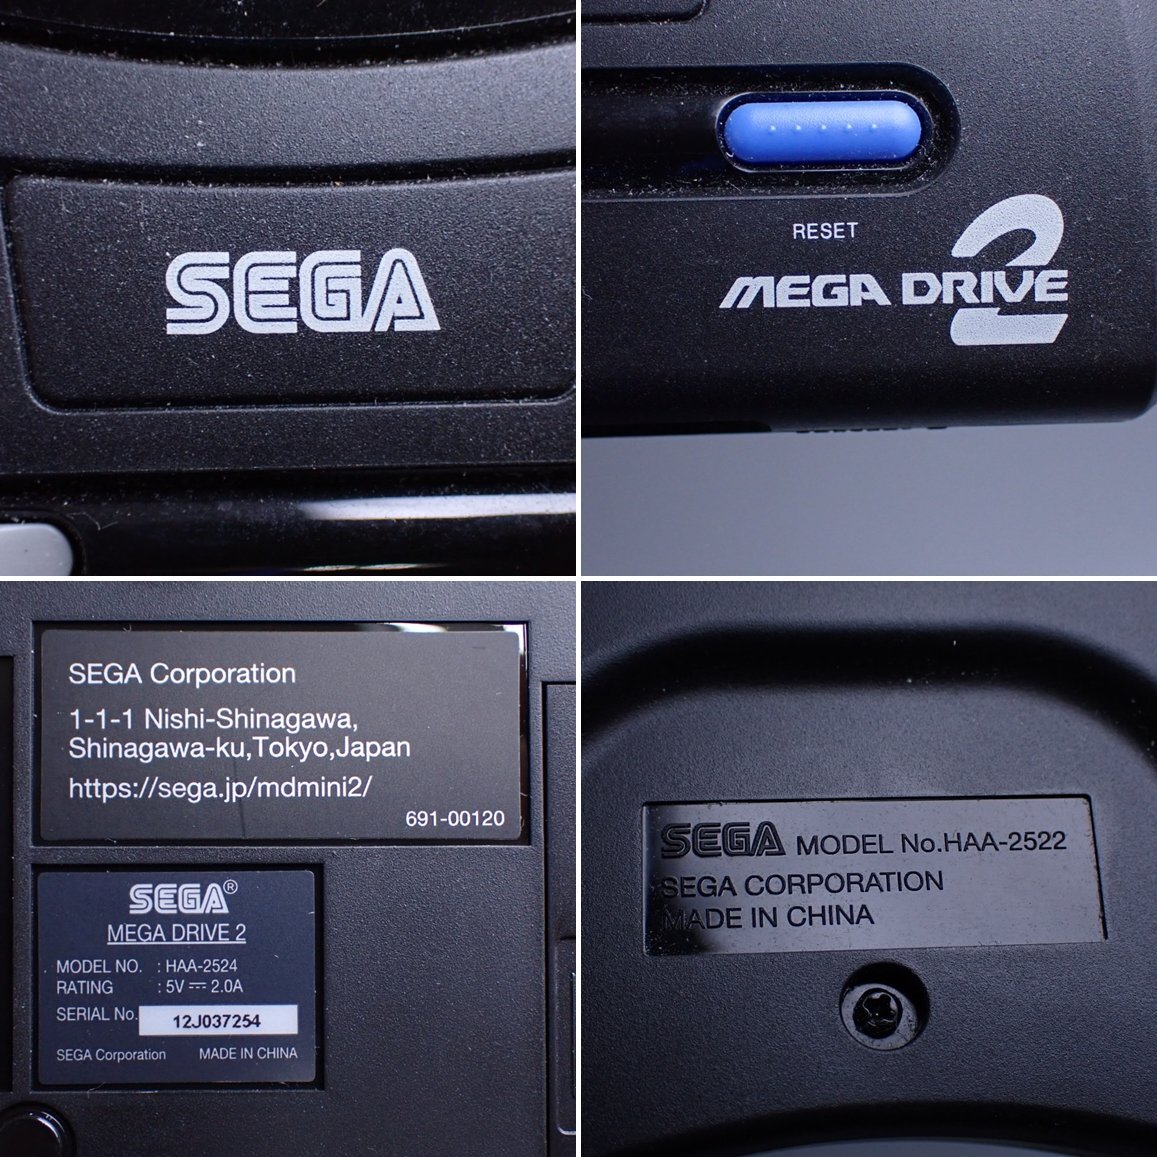 SEGA
RESET
MEGA DRIVE
2
SEGA Corporation
1-1-1 Nishi-Shinagawa,
Shinagawa-ku,Tokyo,Japan
https://sega.jp/mdmini2/
691-00120
SEGA®
MEGA DRIVE 2
MODEL NO. : HAA-2524
RATING : 5V ⎓ 2.0A
SERIAL No. 12J037254
SEGA Corporation MADE IN CHINA
SEGA MODEL No.HAA-2522
SEGA CORPORATION
MADE IN CHINA